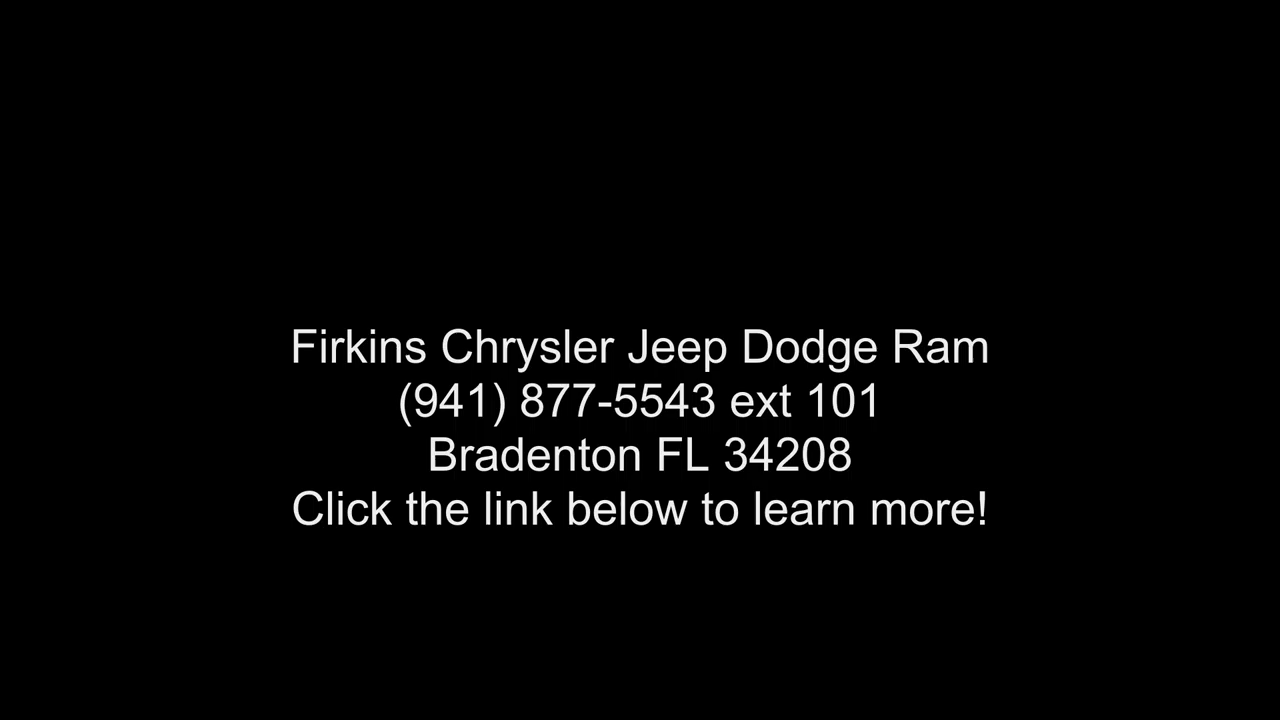 Firkins Chrysler Jeep Dodge Ram
(941) 877-5543 ext 101
Bradenton FL 34208
Click the link below to learn more!